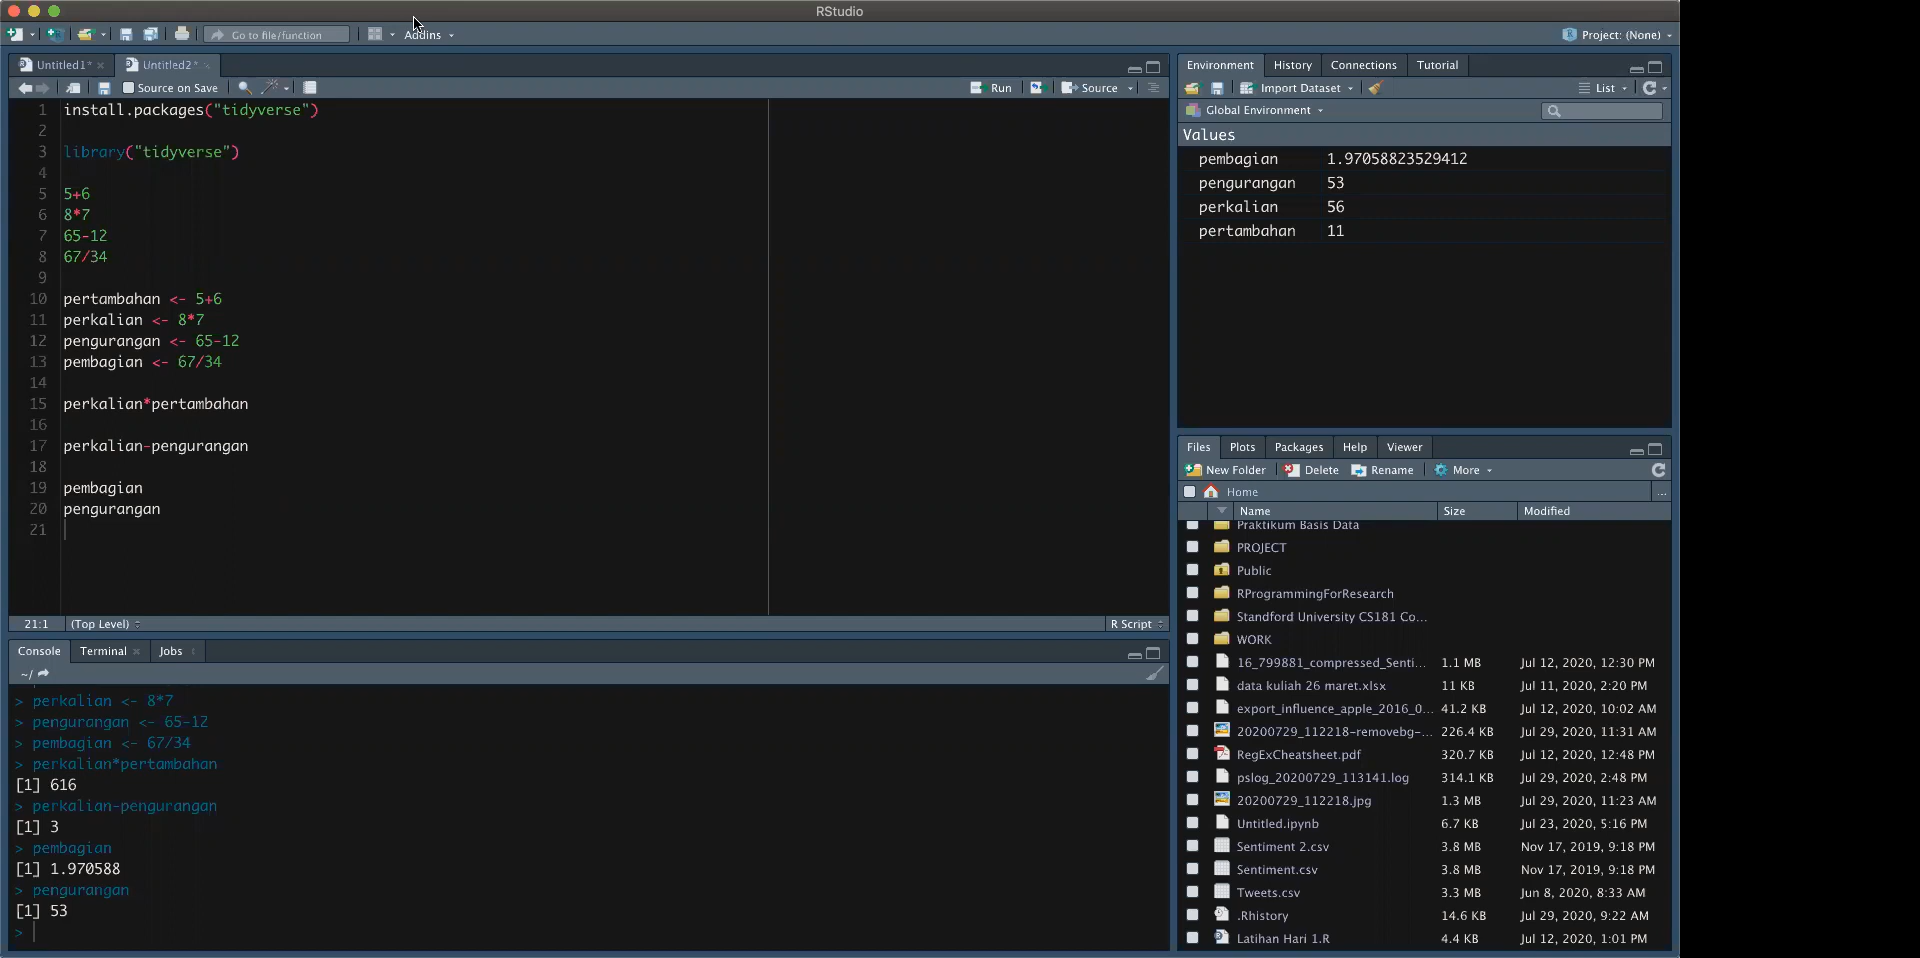 RStudio
Go to file/function
Addins
Project: (None)
Untitled1*
Untitled2*
Source on Save
Run
Source
1 install.packages("tidyverse")
2
3 library("tidyverse")
4
5 5+6
6 8*7
7 65-12
8 67/34
9
10 pertambahan <- 5+6
11 perkalian <- 8*7
12 pengurangan <- 65-12
13 pembagian <- 67/34
14
15 perkalian*pertambahan
16
17 perkalian-pengurangan
18
19 pembagian
20 pengurangan
21
21:1 (Top Level) R Script
Console Terminal Jobs
~/
> perkalian <- 8*7
> pengurangan <- 65-12
> pembagian <- 67/34
> perkalian*pertambahan
[1] 616
> perkalian-pengurangan
[1] 3
> pembagian
[1] 1.970588
> pengurangan
[1] 53
>
Environment History Connections Tutorial
Import Dataset List
Global Environment
Values
pembagian 1.97058823529412
pengurangan 53
perkalian 56
pertambahan 11
Files Plots Packages Help Viewer
New Folder Delete Rename More
Home ...
Name Size Modified
Praktikum Basis Data
PROJECT
Public
RProgrammingForResearch
Standford University CS181 Co...
WORK
16_799881_compressed_Senti... 1.1 MB Jul 12, 2020, 12:30 PM
data kuliah 26 maret.xlsx 11 KB Jul 11, 2020, 2:20 PM
export_influence_apple_2016_0... 41.2 KB Jul 12, 2020, 10:02 AM
20200729_112218-removebg-... 226.4 KB Jul 29, 2020, 11:31 AM
RegExCheatsheet.pdf 320.7 KB Jul 12, 2020, 12:48 PM
pslog_20200729_113141.log 314.1 KB Jul 29, 2020, 2:48 PM
20200729_112218.jpg 1.3 MB Jul 29, 2020, 11:23 AM
Untitled.ipynb 6.7 KB Jul 23, 2020, 5:16 PM
Sentiment 2.csv 3.8 MB Nov 17, 2019, 9:18 PM
Sentiment.csv 3.8 MB Nov 17, 2019, 9:18 PM
Tweets.csv 3.3 MB Jun 8, 2020, 8:33 AM
.Rhistory 14.6 KB Jul 29, 2020, 9:22 AM
Latihan Hari 1.R 4.4 KB Jul 12, 2020, 1:01 PM